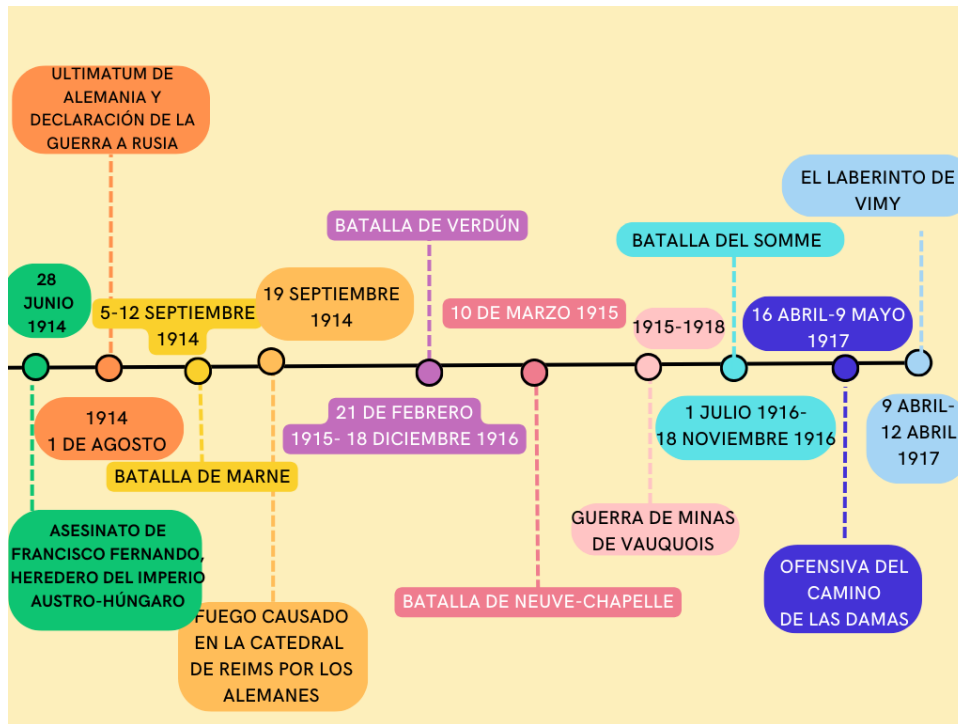 ULTIMATUM DE
ALEMANIA Y
DECLARACIÓN DE LA
GUERRA A RUSIA
EL LABERINTO DE
VIMY
BATALLA DE VERDÚN
BATALLA DEL SOMME
28
JUNIO
1914
5-12 SEPTIEMBRE
1914
19 SEPTIEMBRE
1914
10 DE MARZO 1915
1915-1918
16 ABRIL-9 MAYO
1917
1914
1 DE AGOSTO
21 DE FEBRERO
1915- 18 DICIEMBRE 1916
1 JULIO 1916-
18 NOVIEMBRE 1916
9 ABRIL-
12 ABRIL
1917
BATALLA DE MARNE
ASESINATO DE
FRANCISCO FERNANDO,
HEREDERO DEL IMPERIO
AUSTRO-HÚNGARO
GUERRA DE MINAS
DE VAUQUOIS
OFENSIVA DEL
CAMINO
DE LAS DAMAS
BATALLA DE NEUVE-CHAPELLE
FUEGO CAUSADO
EN LA CATEDRAL
DE REIMS POR LOS
ALEMANES